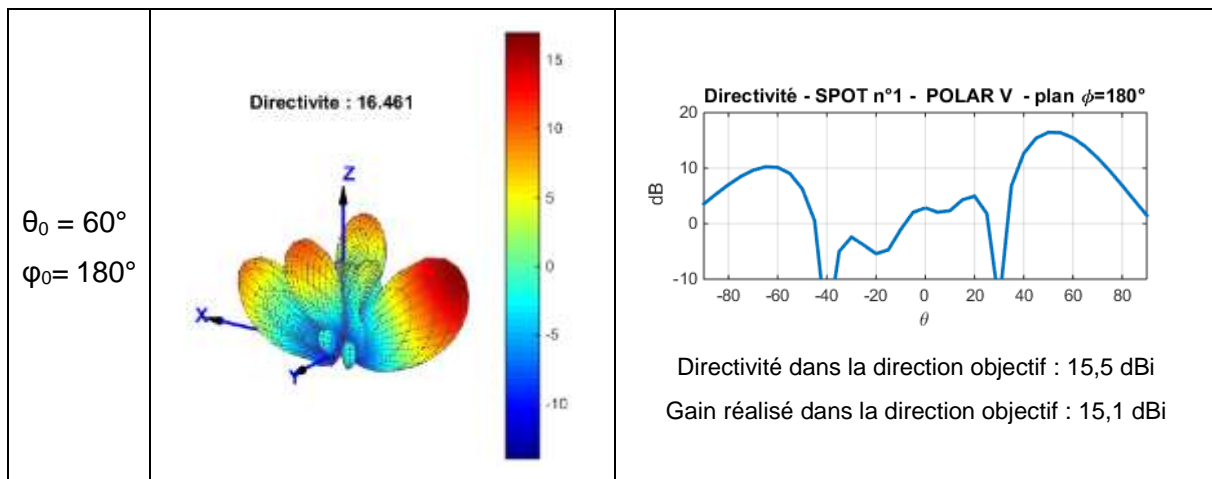 θ₀ = 60°
φ₀= 180°
Directivite : 16.461
Z
X
Y
15
10
5
0
-5
-10
Directivité - SPOT n°1 - POLAR V - plan ϕ=180°
20
10
0
-10
dB
-80 -60 -40 -20 0 20 40 60 80
θ
Directivité dans la direction objectif : 15,5 dBi
Gain réalisé dans la direction objectif : 15,1 dBi